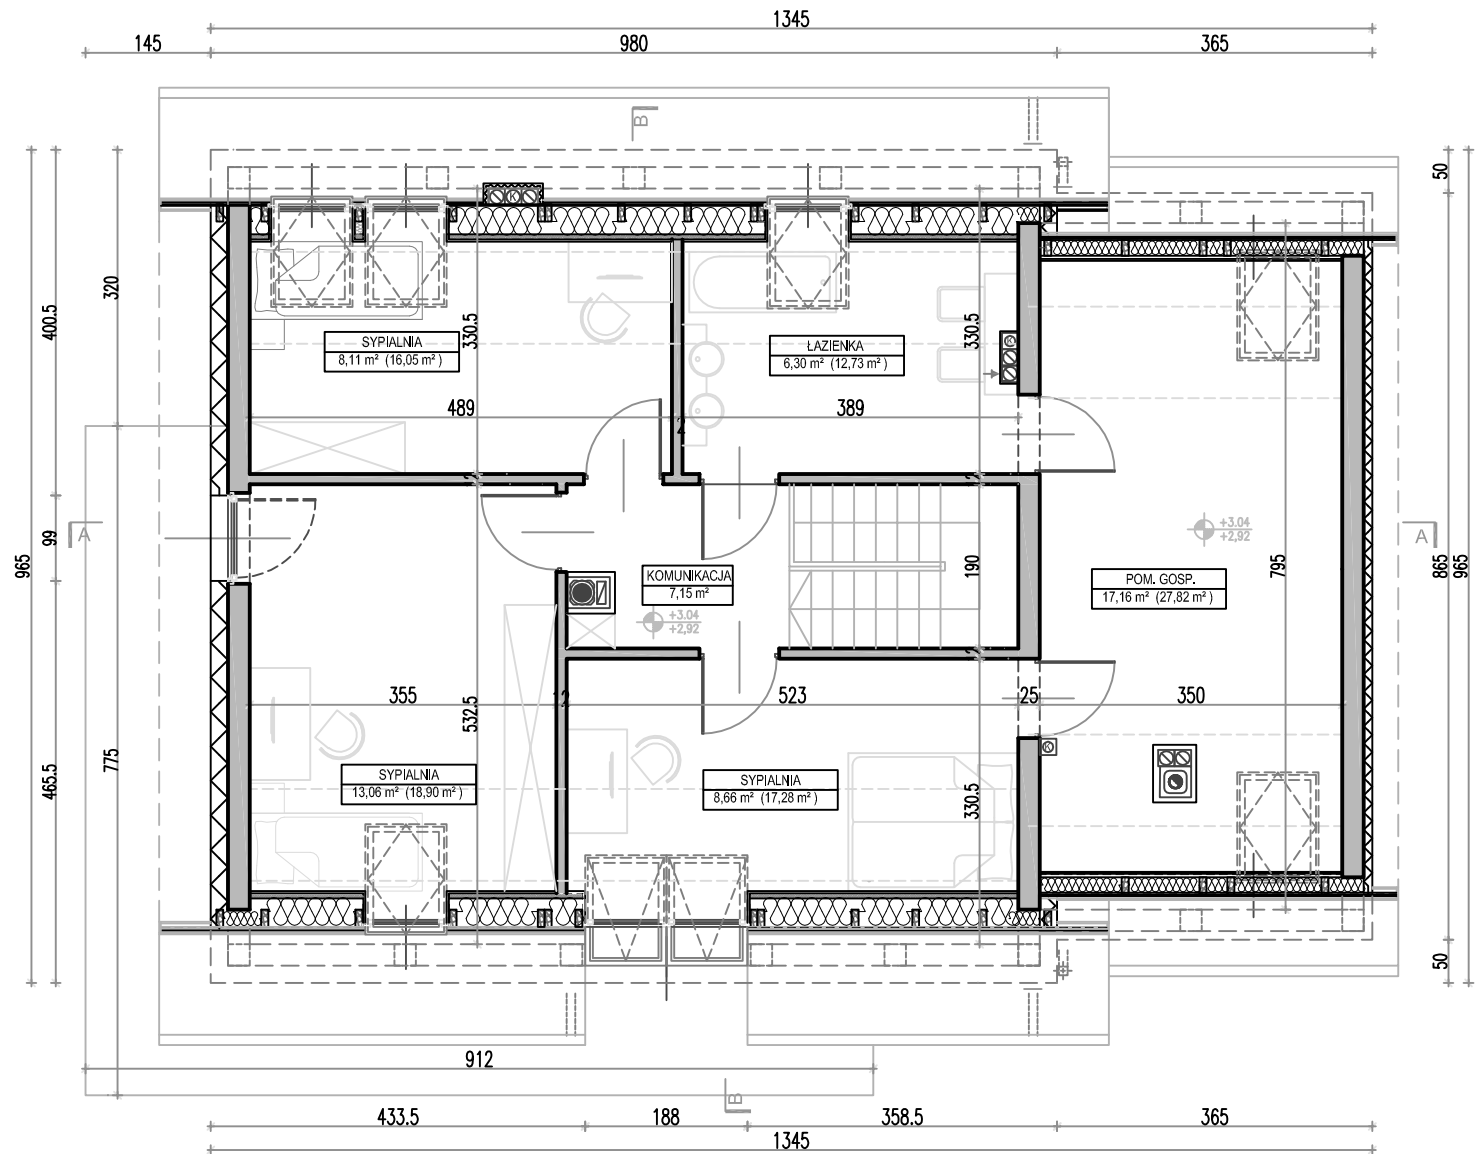 1345
145
980
365
B
50
320
400.5
330.5
330.5
SYPIALNIA
8,11 m² (16,05 m² )
ŁAZIENKA
6,30 m² (12,73 m² )
K
K
489
389
2
A
+3.04
+2,92
A
99
965
190
795
865
965
KOMUNIKACJA
7,15 m²
POM. GOSP.
17,16 m² (27,82 m² )
+3.04
+2,92
355
12
523
25
350
532.5
K
775
465.5
SYPIALNIA
13,06 m² (18,90 m² )
SYPIALNIA
8,66 m² (17,28 m² )
330.5
50
912
B
433.5
188
358.5
365
1345